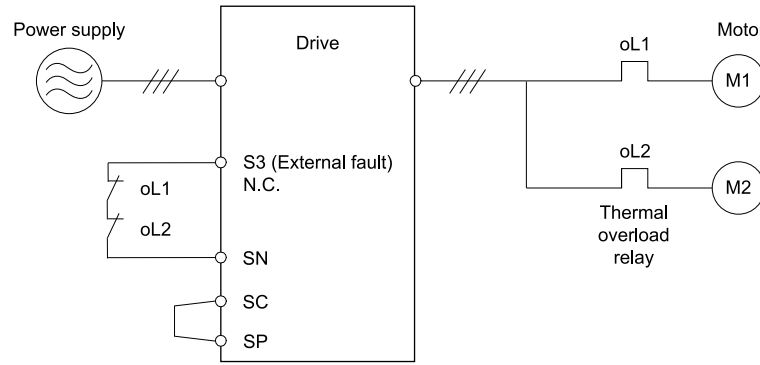 Power supply
Drive
oL1
Moto
M1
S3 (External fault)
N.C.
oL1
oL2
oL2
M2
Thermal
overload
relay
SN
SC
SP